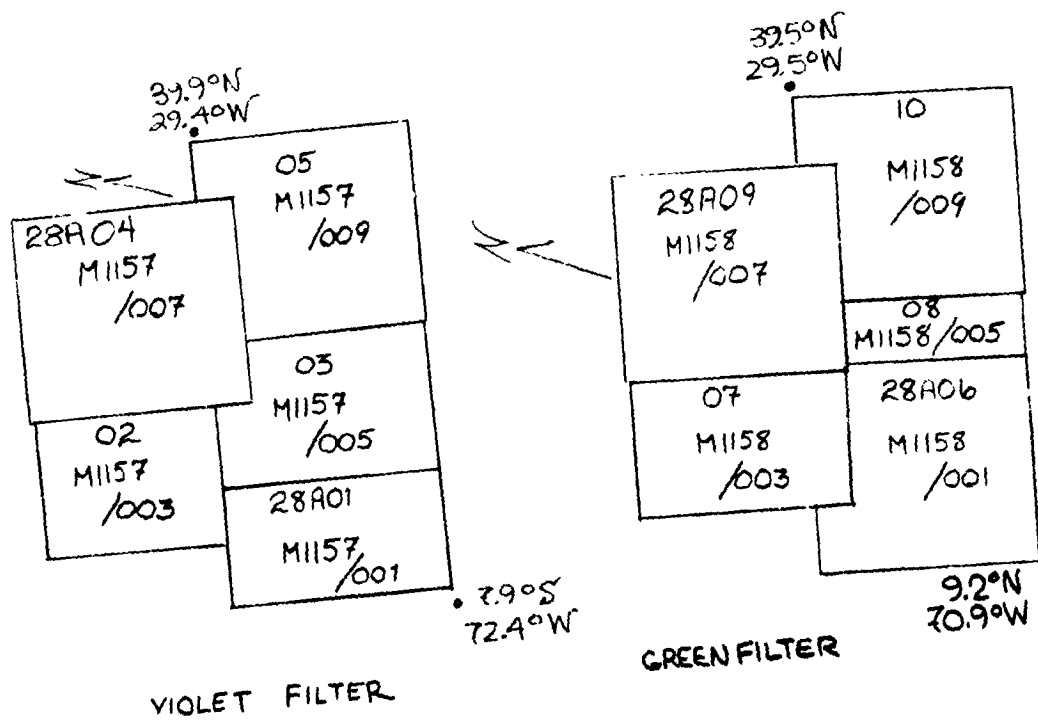 39.9°N
29.4°W
05
M1157
/009
28A04
M1157
/007
03
M1157
/005
02
M1157
/003
28A01
M1157
/001
7.9°S
72.4°W
VIOLET FILTER
39.5°N
29.5°W
10
M1158
/009
28A09
M1158
/007
08
M1158/005
07
M1158
/003
28A06
M1158
/001
9.2°N
70.9°W
GREEN FILTER